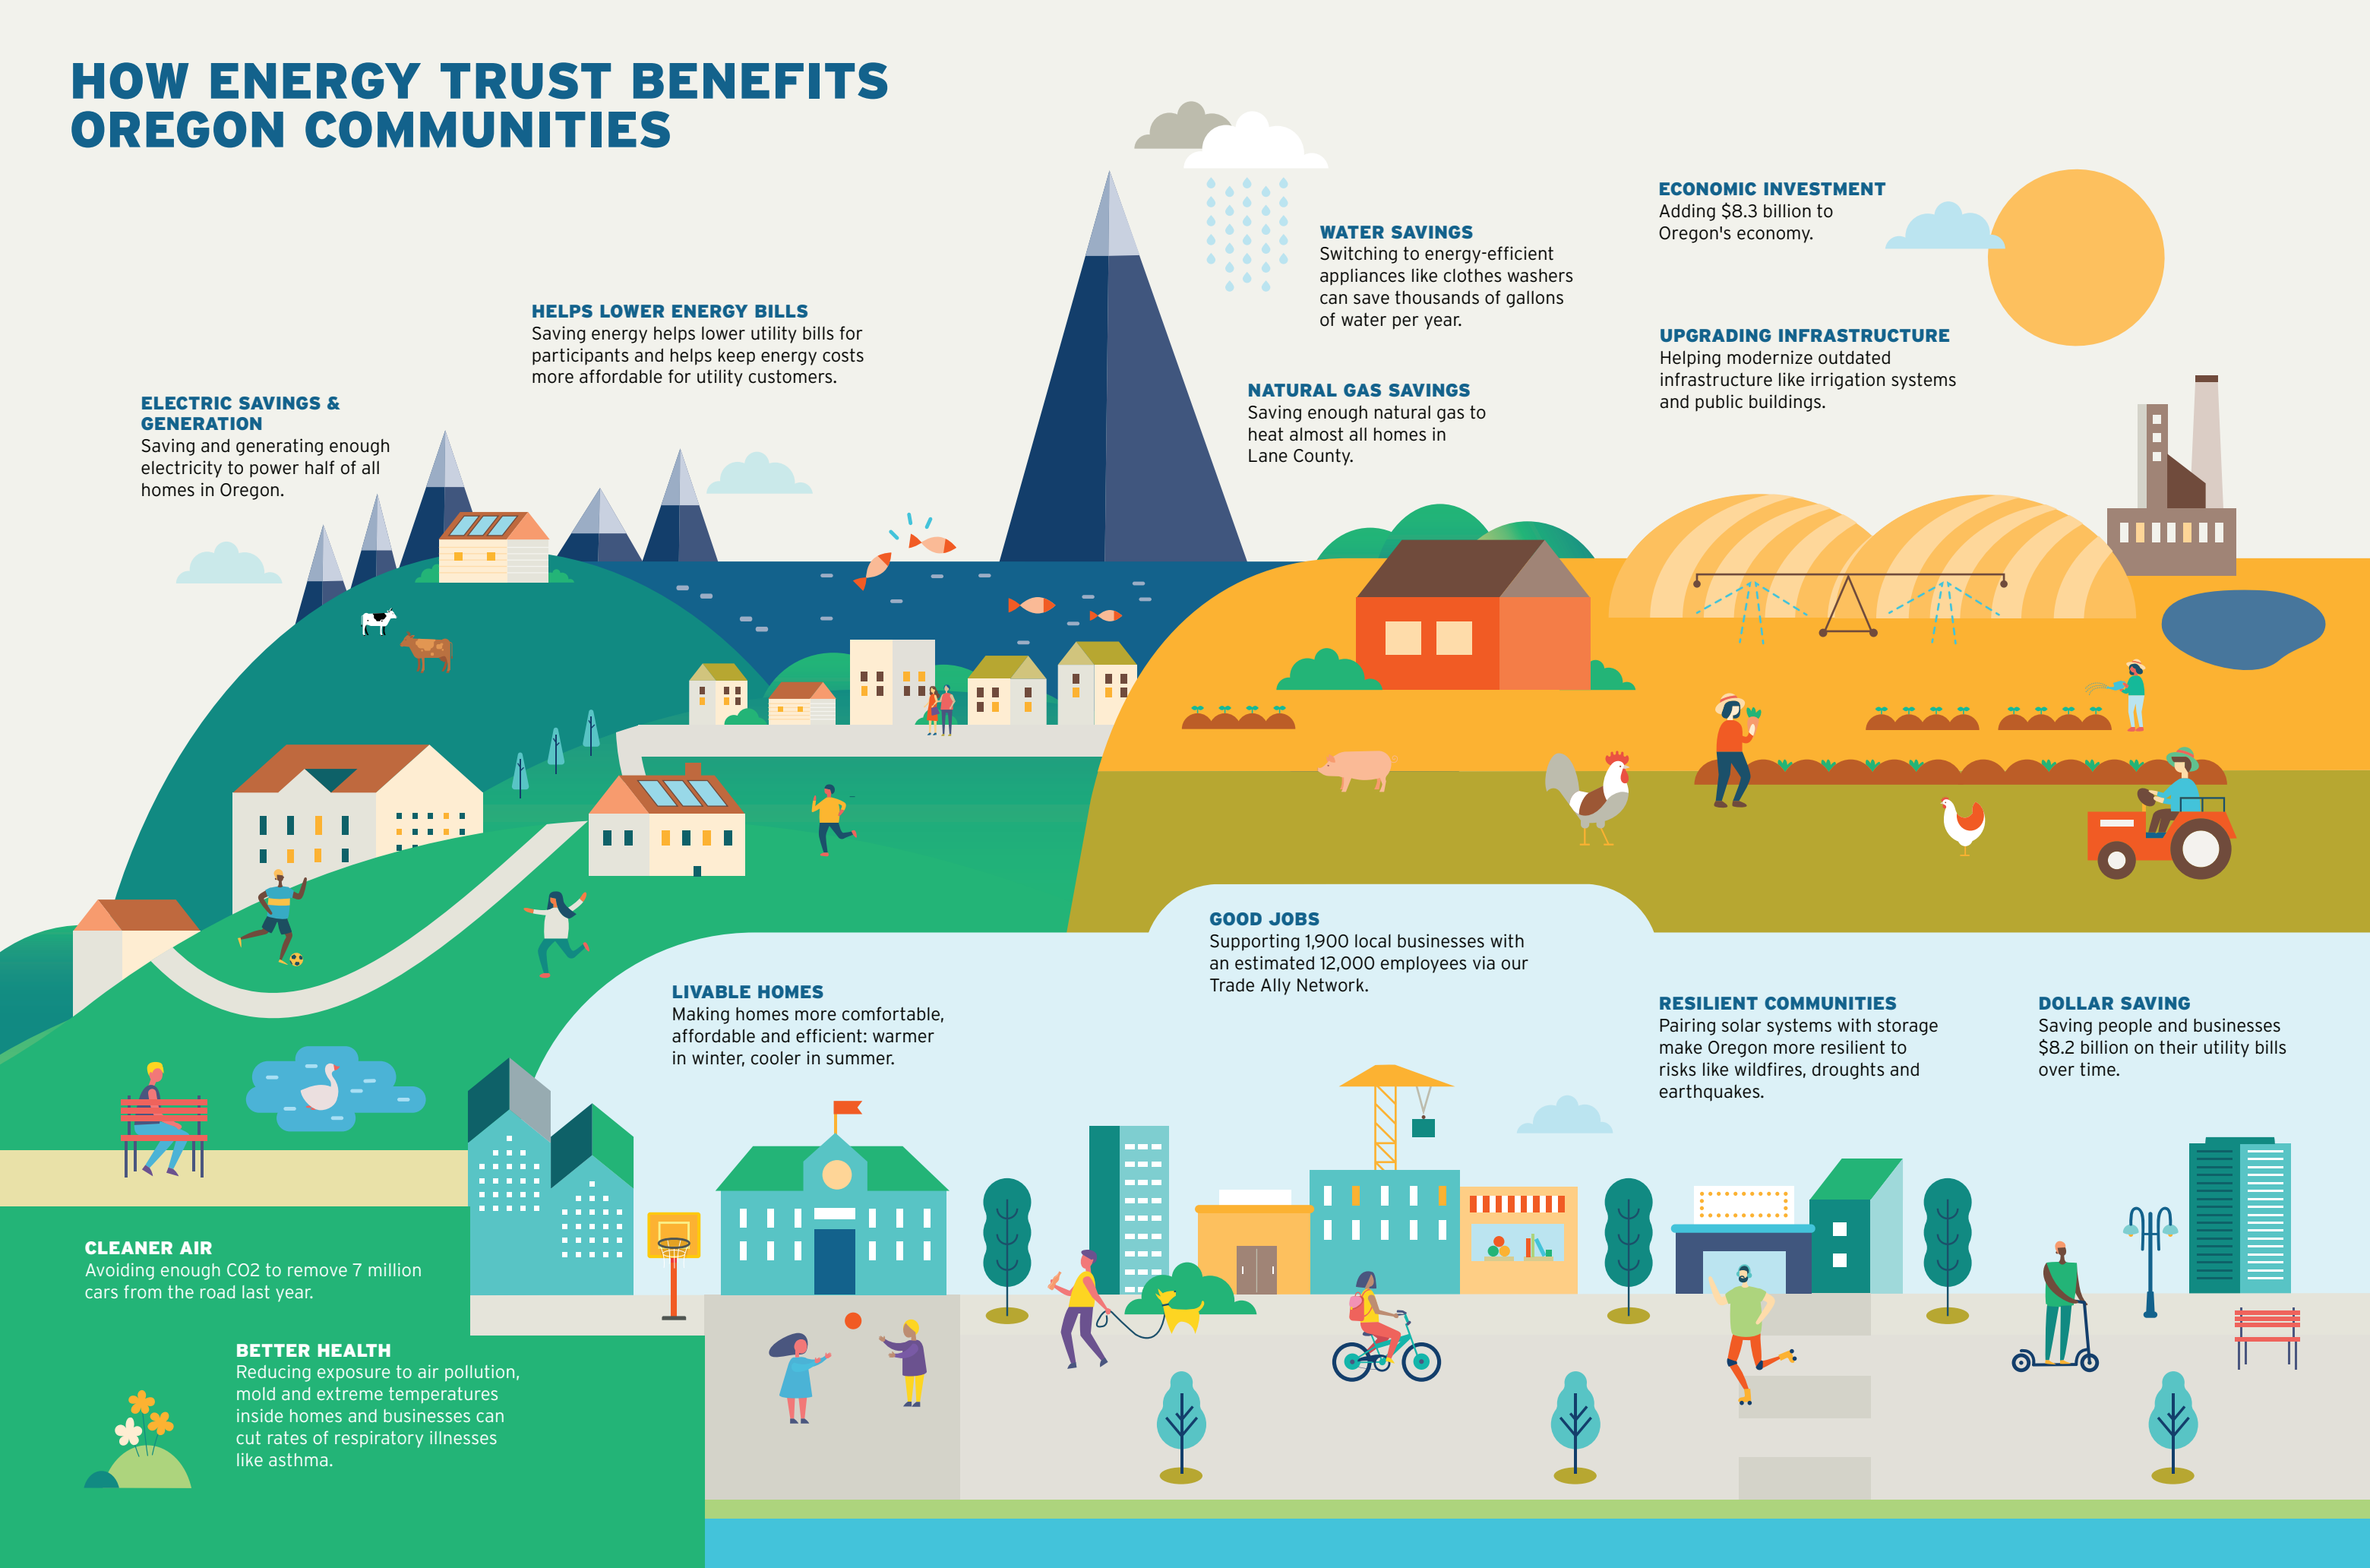 HOW ENERGY TRUST BENEFITS
OREGON COMMUNITIES
ELECTRIC SAVINGS &
GENERATION
Saving and generating enough
electricity to power half of all
homes in Oregon.
HELPS LOWER ENERGY BILLS
Saving energy helps lower utility bills for
participants and helps keep energy costs
more affordable for utility customers.
WATER SAVINGS
Switching to energy-efficient
appliances like clothes washers
can save thousands of gallons
of water per year.
NATURAL GAS SAVINGS
Saving enough natural gas to
heat almost all homes in
Lane County.
ECONOMIC INVESTMENT
Adding $8.3 billion to
Oregon's economy.
UPGRADING INFRASTRUCTURE
Helping modernize outdated
infrastructure like irrigation systems
and public buildings.
LIVABLE HOMES
Making homes more comfortable,
affordable and efficient: warmer
in winter, cooler in summer.
GOOD JOBS
Supporting 1,900 local businesses with
an estimated 12,000 employees via our
Trade Ally Network.
RESILIENT COMMUNITIES
Pairing solar systems with storage
make Oregon more resilient to
risks like wildfires, droughts and
earthquakes.
DOLLAR SAVING
Saving people and businesses
$8.2 billion on their utility bills
over time.
CLEANER AIR
Avoiding enough CO2 to remove 7 million
cars from the road last year.
BETTER HEALTH
Reducing exposure to air pollution,
mold and extreme temperatures
inside homes and businesses can
cut rates of respiratory illnesses
like asthma.